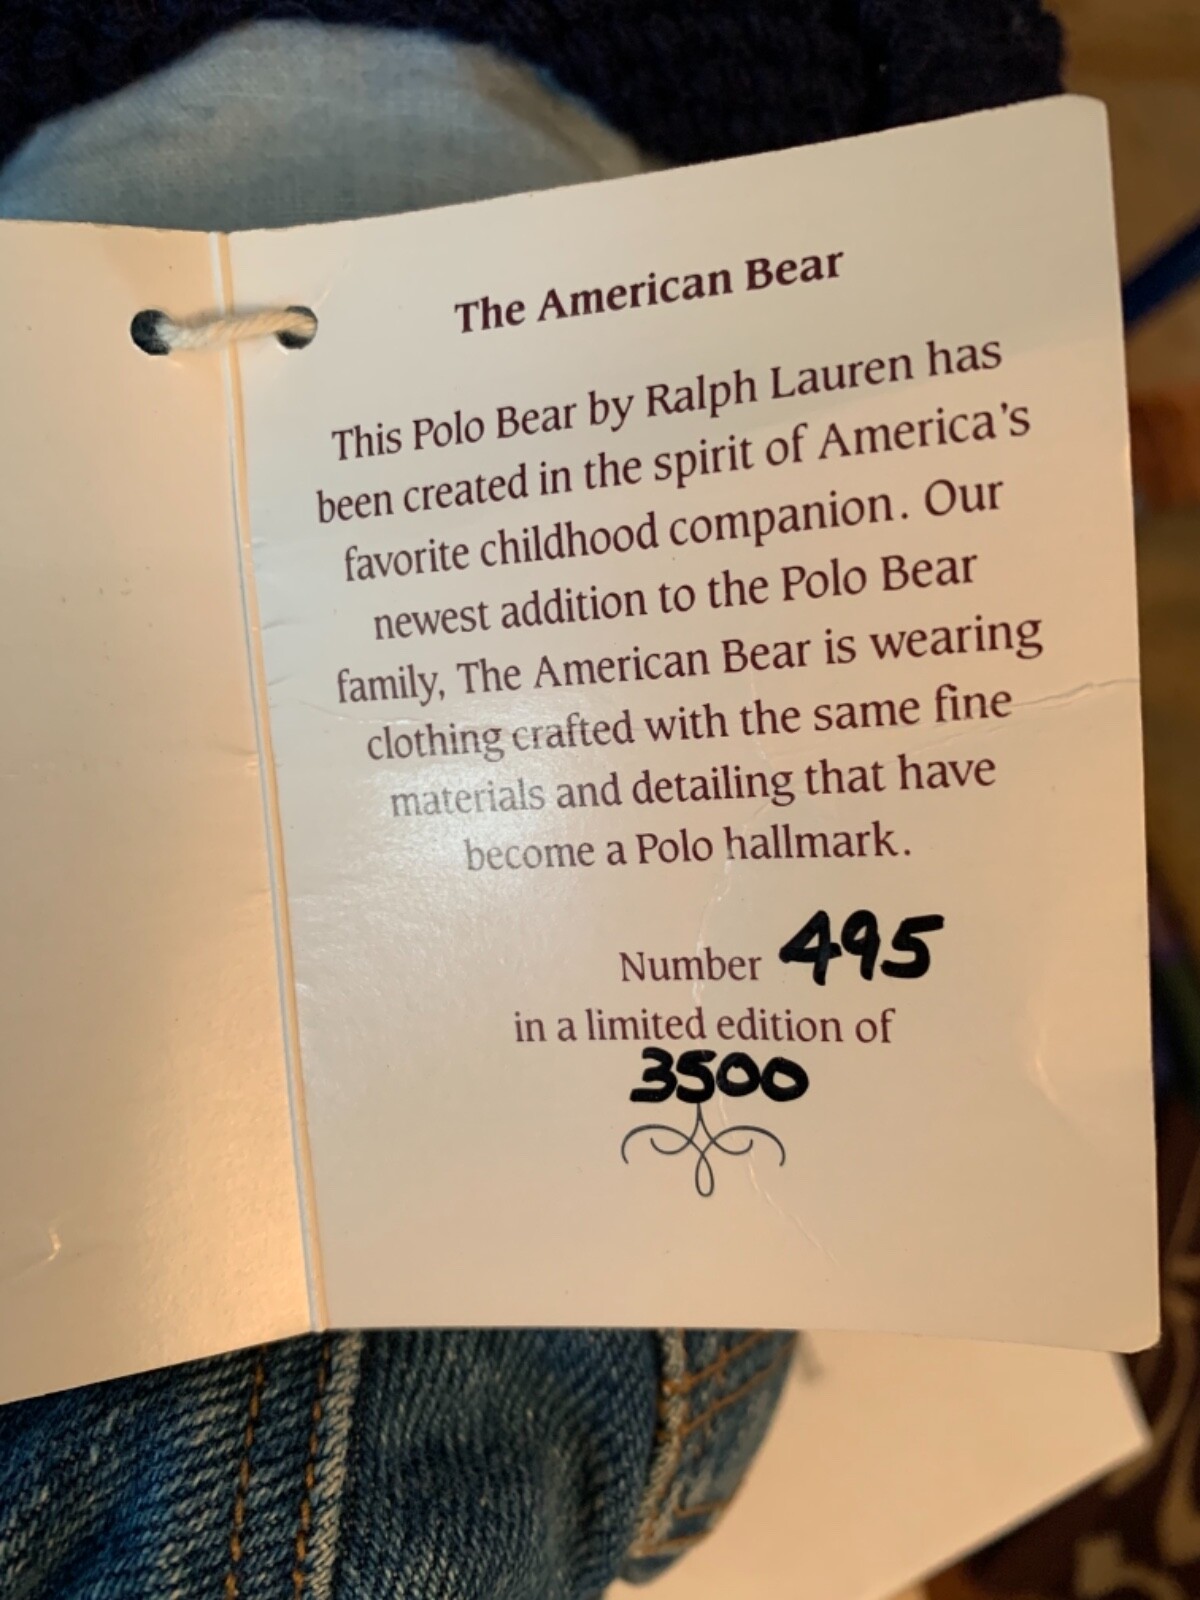 The American Bear
This Polo Bear by Ralph Lauren has
been created in the spirit of America's
favorite childhood companion. Our
newest addition to the Polo Bear
family, The American Bear is wearing
clothing crafted with the same fine
materials and detailing that have
become a Polo hallmark.
Number 495
in a limited edition of
3500